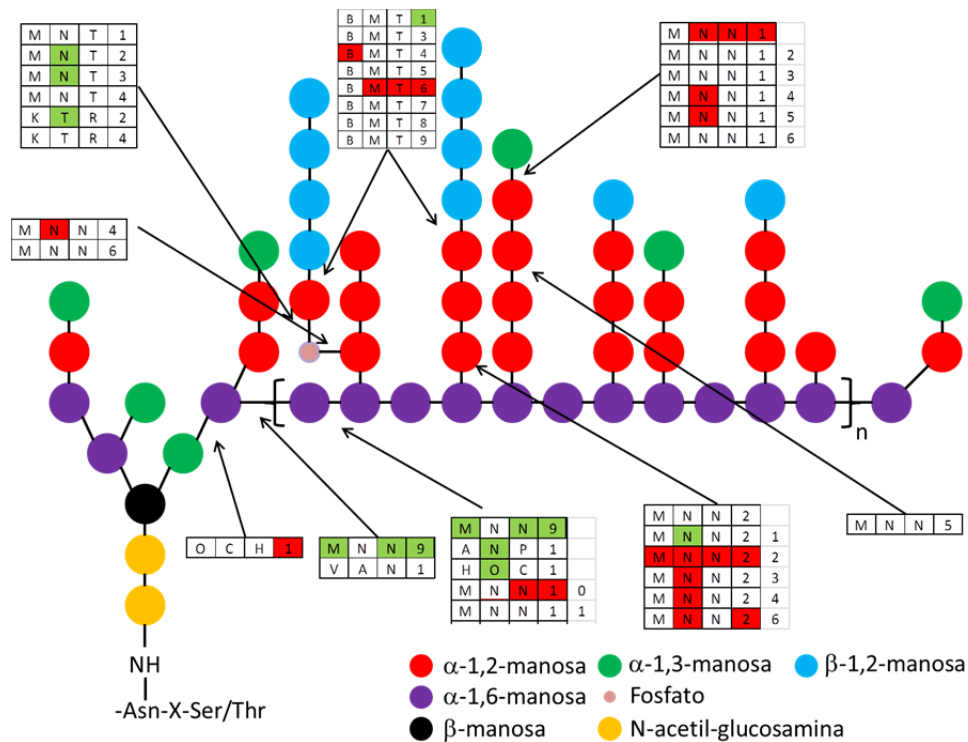 M N T 1
M N T 2
M N T 3
M N T 4
K T R 2
K T R 4
B M T 1
B M T 3
B M T 4
B M T 5
B M T 6
B M T 7
B M T 8
B M T 9
M N N 1
M N N 1 2
M N N 1 3
M N N 1 4
M N N 1 5
M N N 1 6
M N N 4
M N N 6
n
O C H 1
M N N 9
V A N 1
M N N 9
A N P 1
H O C 1
M N N 1 0
M N N 1 1
M N N 2
M N N 2 1
M N N 2 2
M N N 2 3
M N N 2 4
M N N 2 6
M N N 5
NH
-Asn-X-Ser/Thr
α-1,2-manosa
α-1,3-manosa
β-1,2-manosa
α-1,6-manosa
Fosfato
β-manosa
N-acetil-glucosamina